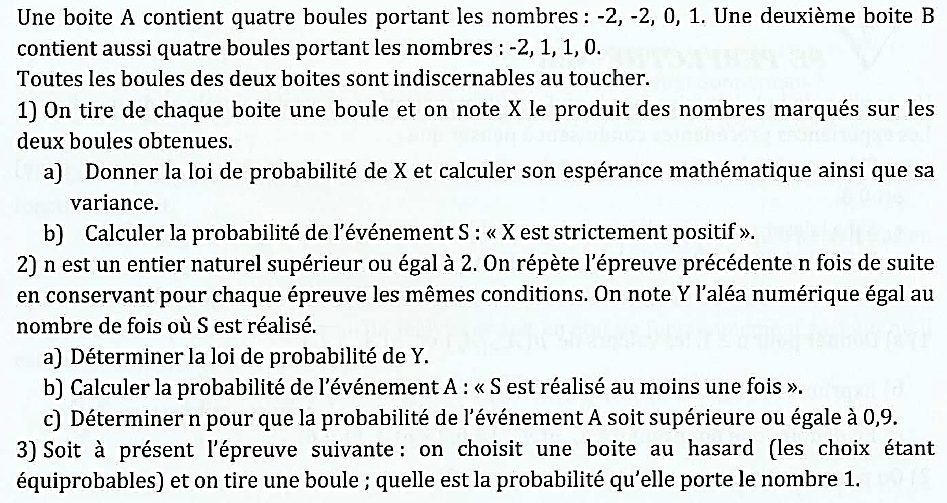 Une boite A contient quatre boules portant les nombres : -2, -2, 0, 1. Une deuxième boite B
contient aussi quatre boules portant les nombres : -2, 1, 1, 0.
Toutes les boules des deux boites sont indiscernables au toucher.
1) On tire de chaque boite une boule et on note X le produit des nombres marqués sur les
deux boules obtenues.
a) Donner la loi de probabilité de X et calculer son espérance mathématique ainsi que sa
variance.
b) Calculer la probabilité de l'événement S : « X est strictement positif ».
2) n est un entier naturel supérieur ou égal à 2. On répète l'épreuve précédente n fois de suite
en conservant pour chaque épreuve les mêmes conditions. On note Y l'aléa numérique égal au
nombre de fois où S est réalisé.
a) Déterminer la loi de probabilité de Y.
b) Calculer la probabilité de l'événement A : « S est réalisé au moins une fois ».
c) Déterminer n pour que la probabilité de l'événement A soit supérieure ou égale à 0,9.
3) Soit à présent l'épreuve suivante : on choisit une boite au hasard (les choix étant
équiprobables) et on tire une boule ; quelle est la probabilité qu'elle porte le nombre 1.